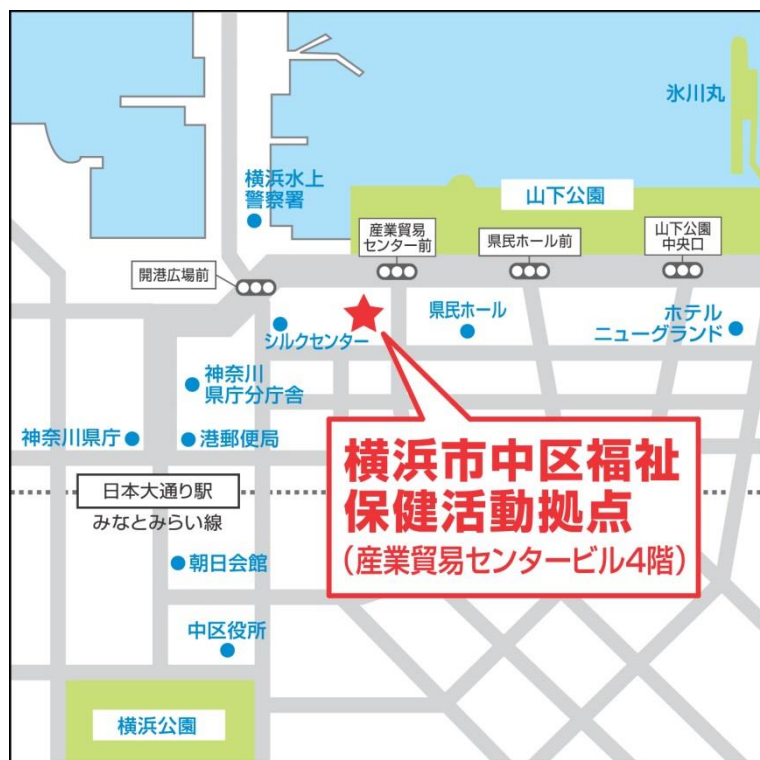 氷川丸
横浜水上
警察署
山下公園
産業貿易
センター前
県民ホール前
山下公園
中央口
開港広場前
シルクセンター
県民ホール
ホテル
ニューグランド
神奈川
県庁分庁舎
神奈川県庁
港郵便局
横浜市中区福祉
保健活動拠点
(産業貿易センタービル4階)
日本大通り駅
みなとみらい線
朝日会館
中区役所
横浜公園